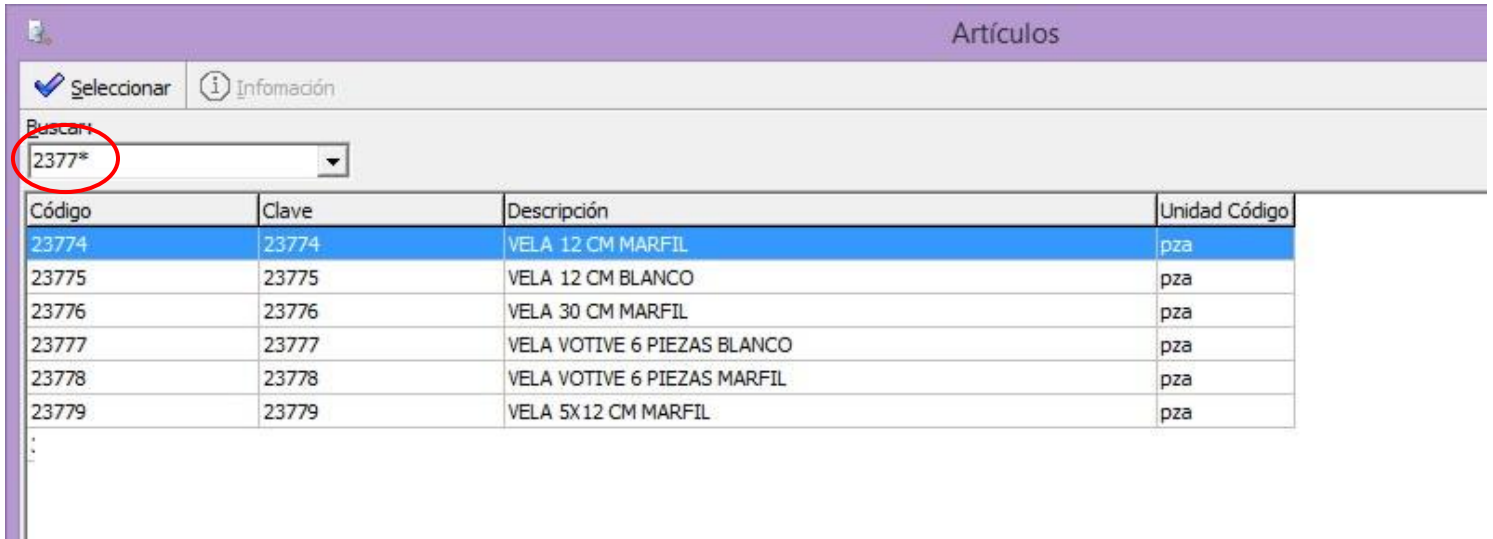 Artículos
Seleccionar Infomación
Buscar:
2377*
Código Clave Descripción Unidad Código
23774 23774 VELA 12 CM MARFIL pza
23775 23775 VELA 12 CM BLANCO pza
23776 23776 VELA 30 CM MARFIL pza
23777 23777 VELA VOTIVE 6 PIEZAS BLANCO pza
23778 23778 VELA VOTIVE 6 PIEZAS MARFIL pza
23779 23779 VELA 5X12 CM MARFIL pza